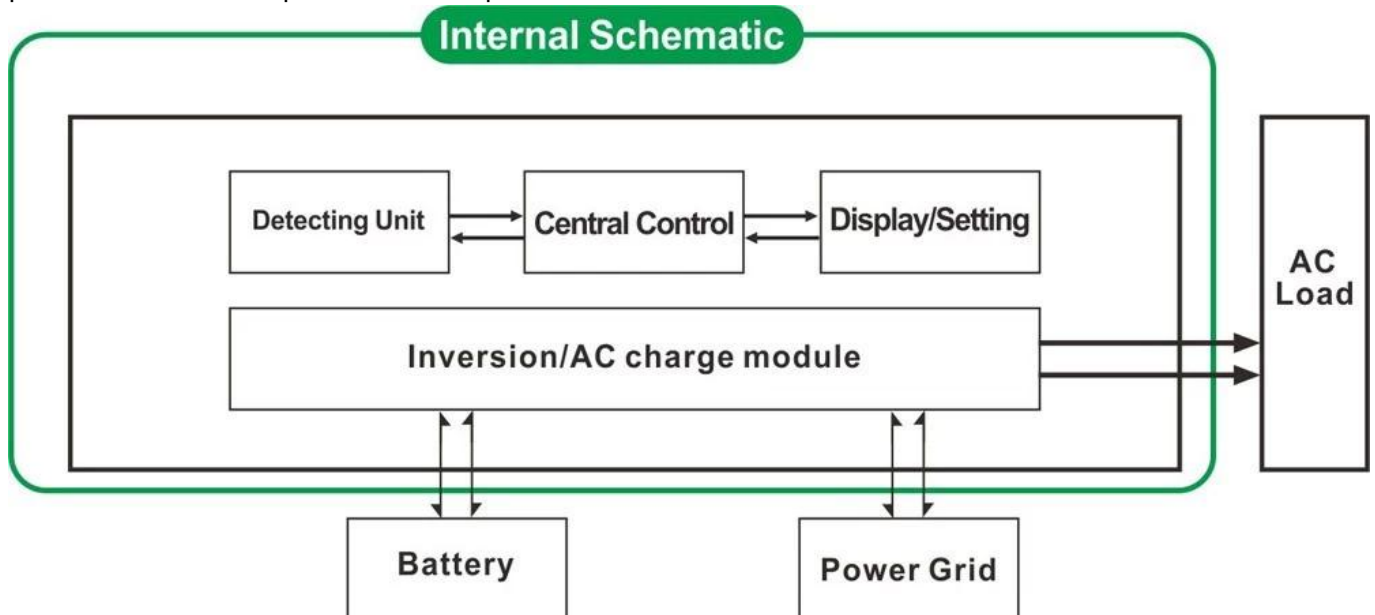 Internal Schematic
Detecting Unit
Central Control
Display/Setting
AC
Load
Inversion/AC charge module
Battery
Power Grid